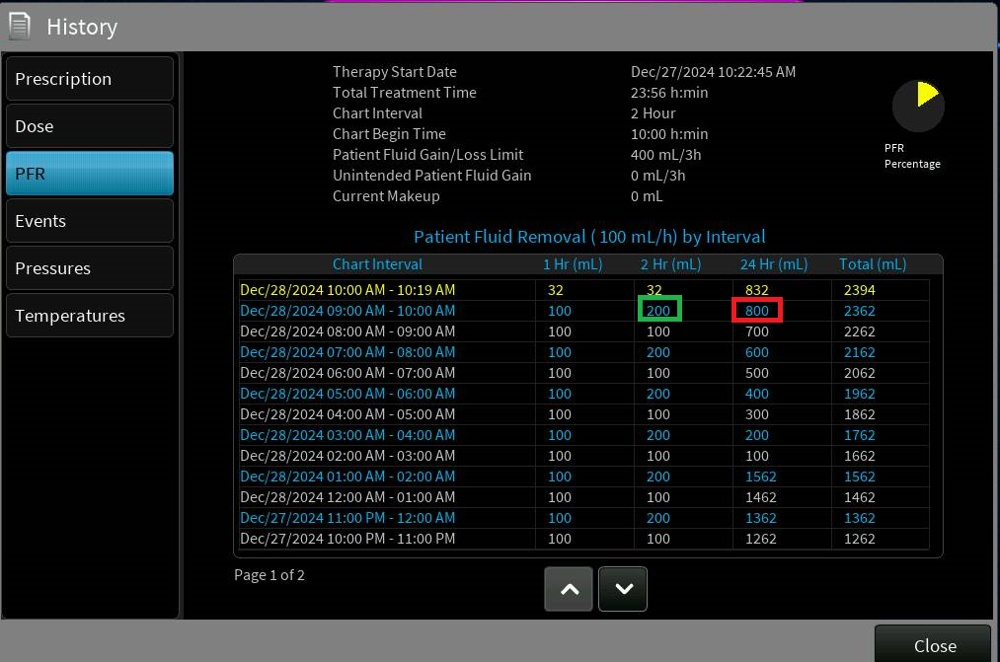 History
Prescription
Dose
PFR
Events
Pressures
Temperatures
Therapy Start Date Dec/27/2024 10:22:45 AM
Total Treatment Time 23:56 h:min
Chart Interval 2 Hour
Chart Begin Time 10:00 h:min
Patient Fluid Gain/Loss Limit 400 mL/3h
Unintended Patient Fluid Gain 0 mL/3h
Current Makeup 0 mL
PFR
Percentage
Patient Fluid Removal ( 100 mL/h) by Interval
Chart Interval 1 Hr (mL) 2 Hr (mL) 24 Hr (mL) Total (mL)
Dec/28/2024 10:00 AM - 10:19 AM 32 32 832 2394
Dec/28/2024 09:00 AM - 10:00 AM 100 200 800 2362
Dec/28/2024 08:00 AM - 09:00 AM 100 100 700 2262
Dec/28/2024 07:00 AM - 08:00 AM 100 200 600 2162
Dec/28/2024 06:00 AM - 07:00 AM 100 100 500 2062
Dec/28/2024 05:00 AM - 06:00 AM 100 200 400 1962
Dec/28/2024 04:00 AM - 05:00 AM 100 100 300 1862
Dec/28/2024 03:00 AM - 04:00 AM 100 200 200 1762
Dec/28/2024 02:00 AM - 03:00 AM 100 100 100 1662
Dec/28/2024 01:00 AM - 02:00 AM 100 200 1562 1562
Dec/28/2024 12:00 AM - 01:00 AM 100 100 1462 1462
Dec/27/2024 11:00 PM - 12:00 AM 100 200 1362 1362
Dec/27/2024 10:00 PM - 11:00 PM 100 100 1262 1262
Page 1 of 2
Close